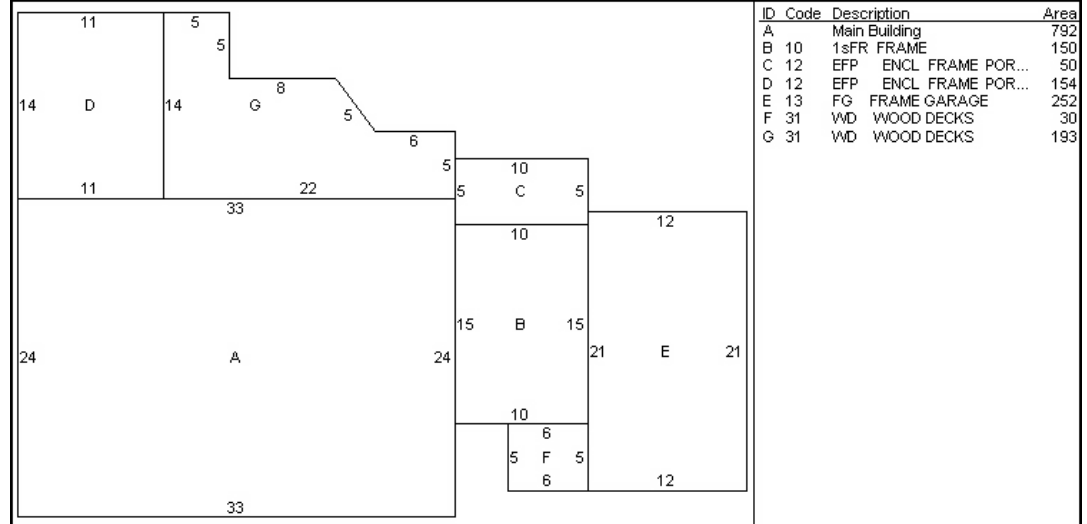 11 5
5
8
14 D 14 G 5
6
5
10
11 22 5 C 5
33
12
10
15 B 15
24 A 24 21 E 21
10
6
5 F 5
6 12
33
ID Code Description Area
A Main Building 792
B 10 1sFR FRAME 150
C 12 EFP ENCL FRAME POR... 50
D 12 EFP ENCL FRAME POR... 154
E 13 FG FRAME GARAGE 252
F 31 WD WOOD DECKS 30
G 31 WD WOOD DECKS 193